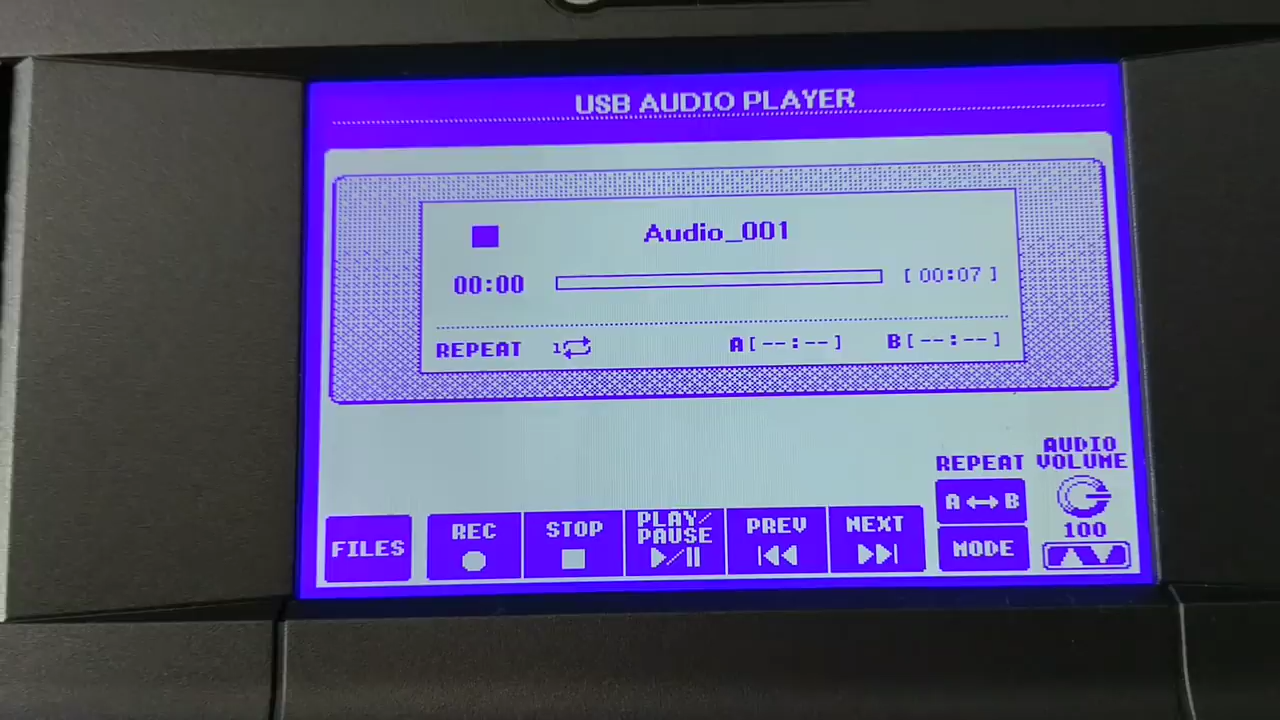 USB AUDIO PLAYER
Audio_001
00:00 [00:07]
REPEAT 1 A[--:--] B[--:--]
REPEAT AUDIO VOLUME
A↔B
100
FILES REC STOP PLAY/PAUSE PREV NEXT MODE